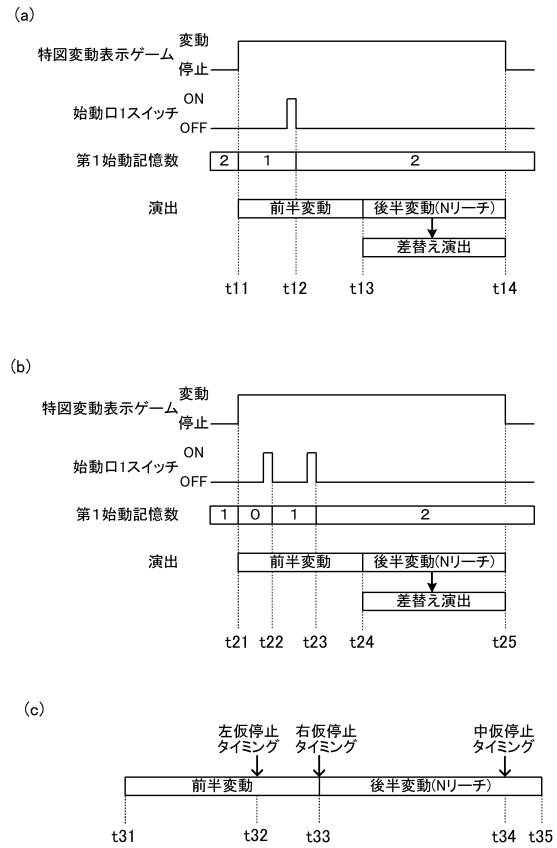 (a)
変動
特図変動表示ゲーム
停止
ON
始動口1スイッチ
OFF
第1始動記憶数 2 1 2
演出 前半変動 後半変動(Nリーチ)
差替え演出
t11 t12 t13 t14
(b)
変動
特図変動表示ゲーム
停止
ON
始動口1スイッチ
OFF
第1始動記憶数 1 0 1 2
演出 前半変動 後半変動(Nリーチ)
差替え演出
t21 t22 t23 t24 t25
(c)
左仮停止 右仮停止 中仮停止
タイミング タイミング タイミング
前半変動 後半変動(Nリーチ)
t31 t32 t33 t34 t35